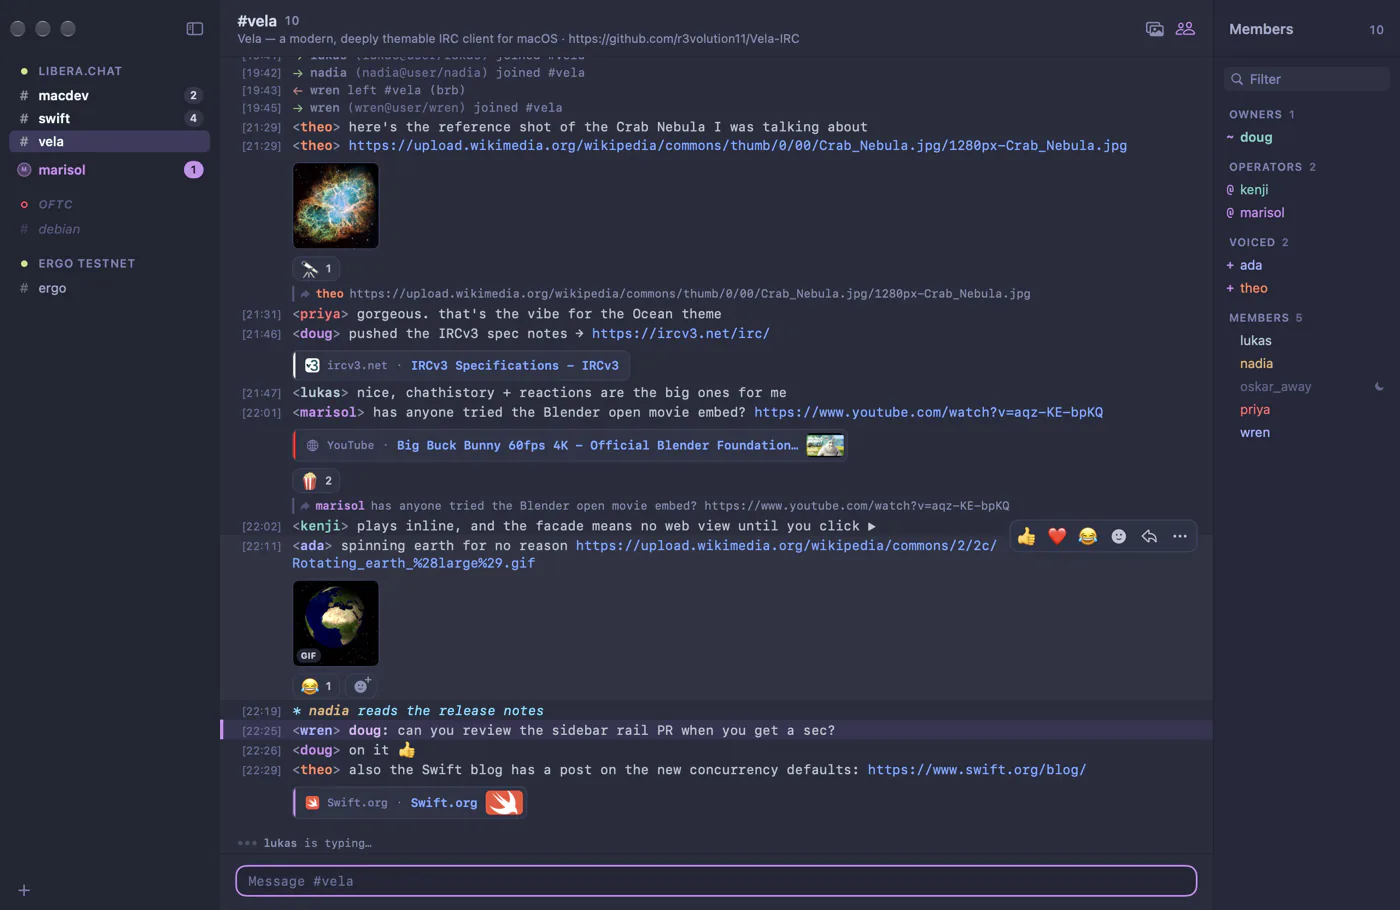 #vela 10
Vela — a modern, deeply themable IRC client for macOS · https://github.com/r3volution11/Vela-IRC
LIBERA.CHAT
# macdev 2
# swift 4
# vela
M marisol 1
OFTC
# debian
ERGO TESTNET
# ergo
[19:42] → nadia (nadia@user/nadia) joined #vela
[19:43] ← wren left #vela (brb)
[19:45] → wren (wren@user/wren) joined #vela
[21:29] <theo> here's the reference shot of the Crab Nebula I was talking about
[21:29] <theo> https://upload.wikimedia.org/wikipedia/commons/thumb/0/00/Crab_Nebula.jpg/1280px-Crab_Nebula.jpg
🔭 1
theo https://upload.wikimedia.org/wikipedia/commons/thumb/0/00/Crab_Nebula.jpg/1280px-Crab_Nebula.jpg
[21:31] <priya> gorgeous. that's the vibe for the Ocean theme
[21:46] <doug> pushed the IRCv3 spec notes → https://ircv3.net/irc/
ircv3.net · IRCv3 Specifications – IRCv3
[21:47] <lukas> nice, chathistory + reactions are the big ones for me
[22:01] <marisol> has anyone tried the Blender open movie embed? https://www.youtube.com/watch?v=aqz-KE-bpKQ
YouTube · Big Buck Bunny 60fps 4K – Official Blender Foundation…
🍿 2
marisol has anyone tried the Blender open movie embed? https://www.youtube.com/watch?v=aqz-KE-bpKQ
[22:02] <kenji> plays inline, and the facade means no web view until you click ▶
[22:11] <ada> spinning earth for no reason https://upload.wikimedia.org/wikipedia/commons/2/2c/
Rotating_earth_%28large%29.gif
GIF
😂 1
[22:19] * nadia reads the release notes
[22:25] <wren> doug: can you review the sidebar rail PR when you get a sec?
[22:26] <doug> on it 👍
[22:29] <theo> also the Swift blog has a post on the new concurrency defaults: https://www.swift.org/blog/
Swift.org · Swift.org
lukas is typing…
Message #vela
Members 10
Filter
OWNERS 1
~ doug
OPERATORS 2
@ kenji
@ marisol
VOICED 2
+ ada
+ theo
MEMBERS 5
lukas
nadia
oskar_away
priya
wren